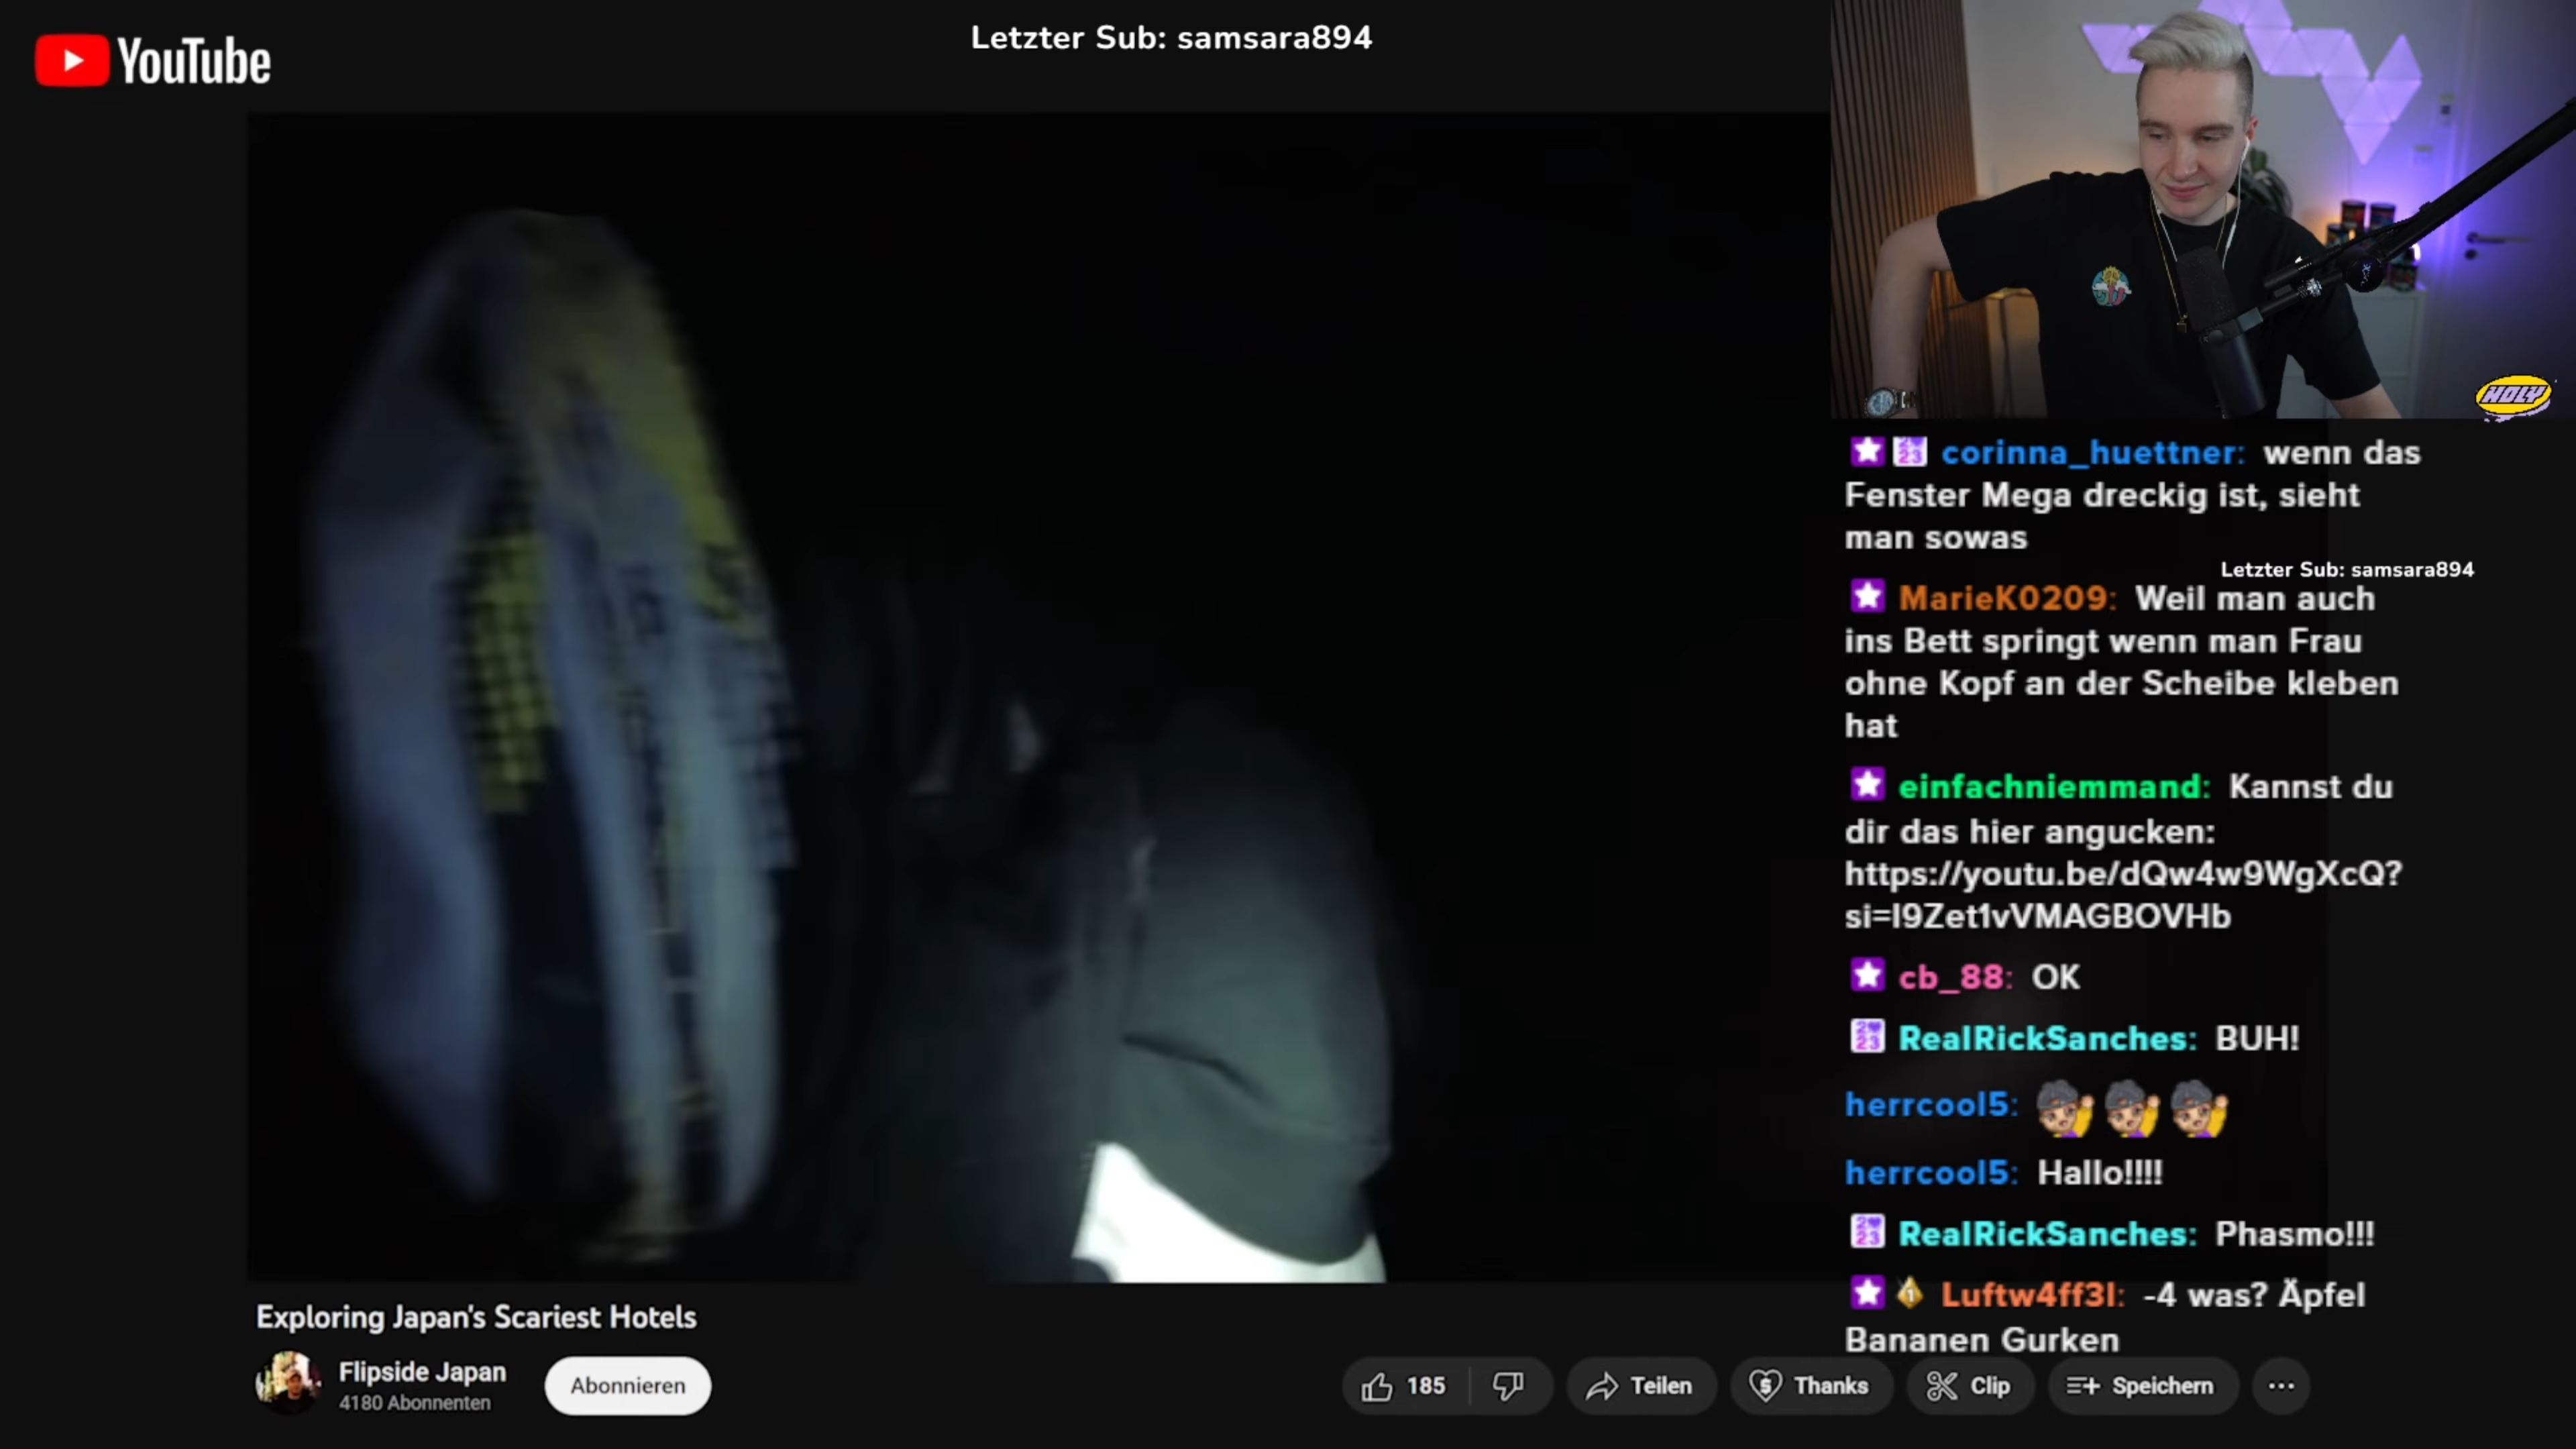 YouTube
Letzter Sub: samsara894
HOLY
corinna_huettner: wenn das
Fenster Mega dreckig ist, sieht
man sowas
Letzter Sub: samsara894
MarieK0209: Weil man auch
ins Bett springt wenn man Frau
ohne Kopf an der Scheibe kleben
hat
einfachniemmand: Kannst du
dir das hier angucken:
https://youtu.be/dQw4w9WgXcQ?
si=l9Zet1vVMAGBOVHb
cb_88: OK
RealRickSanches: BUH!
herrcool5:
herrcool5: Hallo!!!!
RealRickSanches: Phasmo!!!
Luftw4ff3l: -4 was? Äpfel
Bananen Gurken
Exploring Japan's Scariest Hotels
Flipside Japan
4180 Abonnenten
Abonnieren
185
Teilen
Thanks
Clip
Speichern